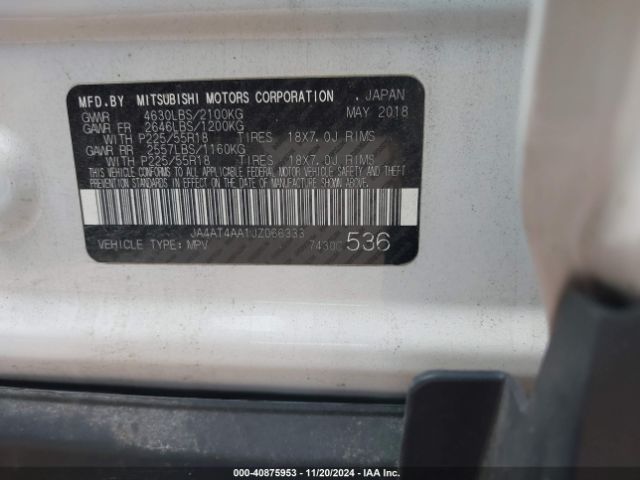 MFD.BY MITSUBISHI MOTORS CORPORATION . JAPAN
GVWR 4630LBS/2100KG MAY 2018
GAWR FR 2646LBS/1200KG
WITH P225/55R18 TIRES 18X7.0J RIMS
GAWR RR 2557LBS/1160KG
WITH P225/55R18 TIRES 18X7.0J RIMS
THIS VEHICLE CONFORMS TO ALL APPLICABLE FEDERAL MOTOR VEHICLE SAFETY AND THEFT
PREVENTION STANDARDS IN EFFECT ON THE DATE OF MANUFACTURE SHOWN ABOVE.
JA4AT4AA1JZ068333
VEHICLE TYPE: MPV 7430C 536
000-40875953 - 11/20/2024 - IAA Inc.